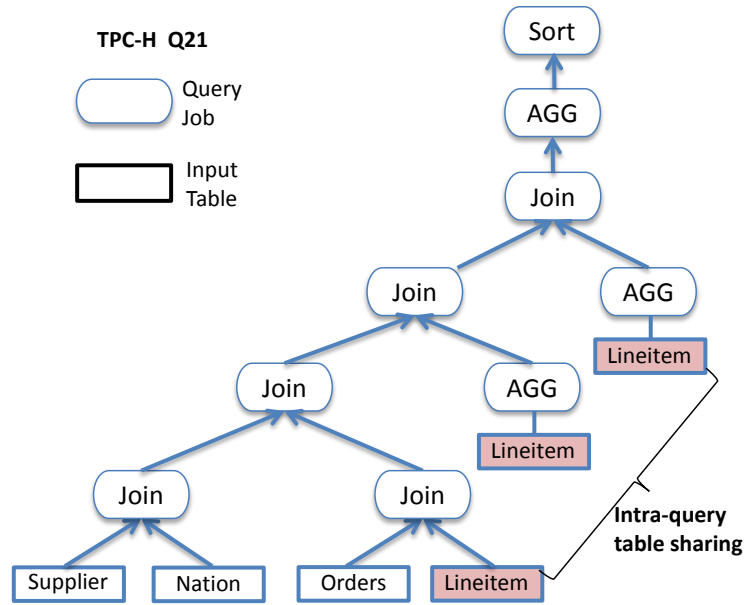 TPC-H Q21
Query
Job
Input
Table
Sort
AGG
Join
Join
AGG
Lineitem
Join
AGG
Lineitem
Join
Join
Supplier
Nation
Orders
Lineitem
Intra-query
table sharing